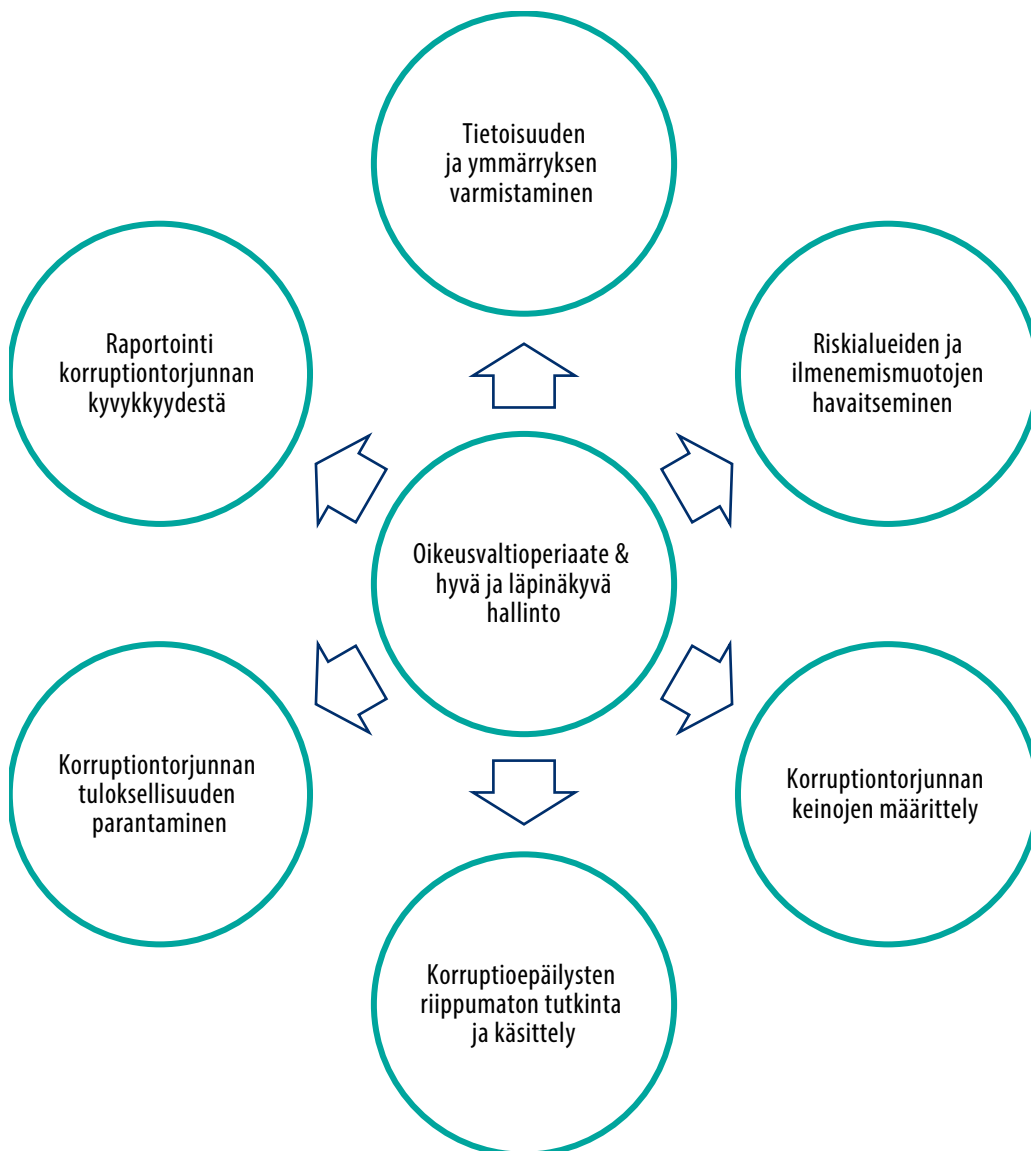 Tietoisuuden
ja ymmärryksen
varmistaminen
Raportointi
korruptiontorjunnan
kyvykkyydestä
Riskialueiden ja
ilmenemismuotojen
havaitseminen
Oikeusvaltioperiaate &
hyvä ja läpinäkyvä
hallinto
Korruptiontorjunnan
tuloksellisuuden
parantaminen
Korruptiontorjunnan
keinojen määrittely
Korruptioepäilysten
riippumaton tutkinta
ja käsittely